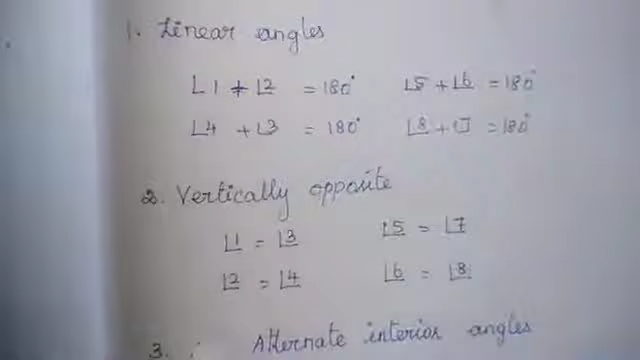 1. Linear angles
∠1 + ∠2 = 180° ∠5 + ∠6 = 180°
∠4 + ∠3 = 180° ∠8 + ∠7 = 180°
2. Vertically opposite
∠1 = ∠3 ∠5 = ∠7
∠2 = ∠4 ∠6 = ∠8
3. Alternate interior angles